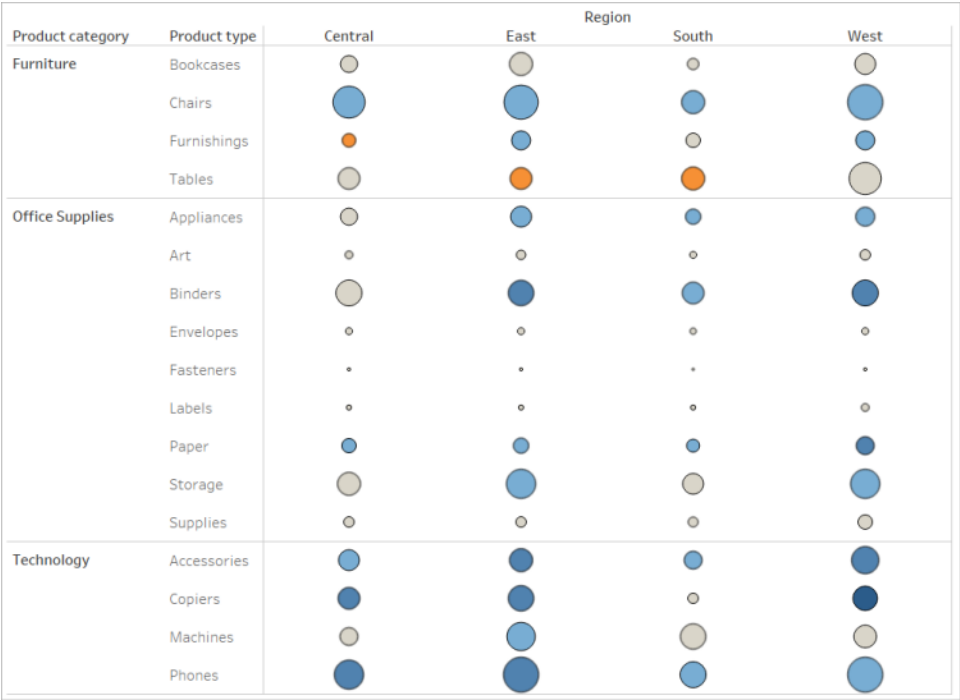 Region
Product category Product type Central East South West
Furniture Bookcases
Chairs
Furnishings
Tables
Office Supplies Appliances
Art
Binders
Envelopes
Fasteners
Labels
Paper
Storage
Supplies
Technology Accessories
Copiers
Machines
Phones